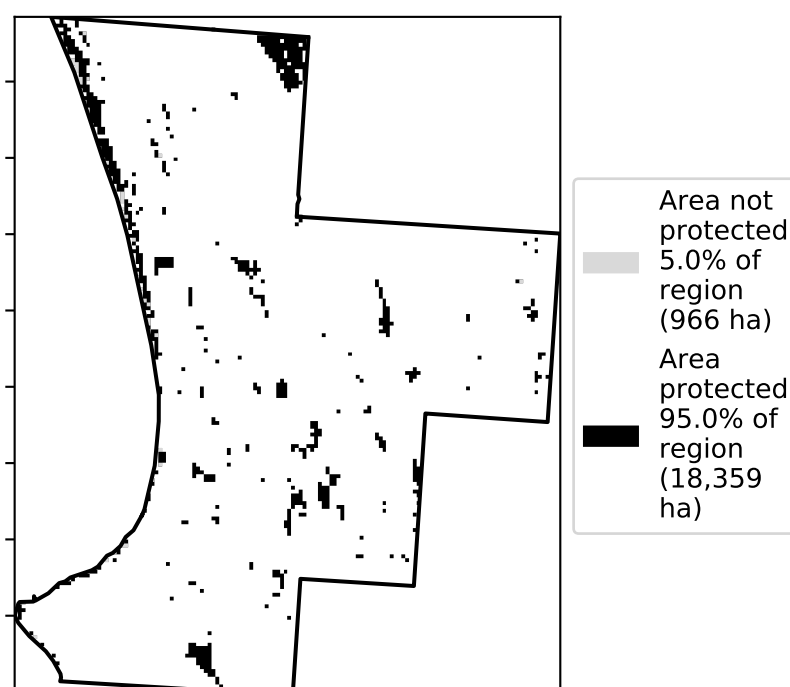 Area not
protected
5.0% of
region
(966 ha)
Area
protected
95.0% of
region
(18,359
ha)